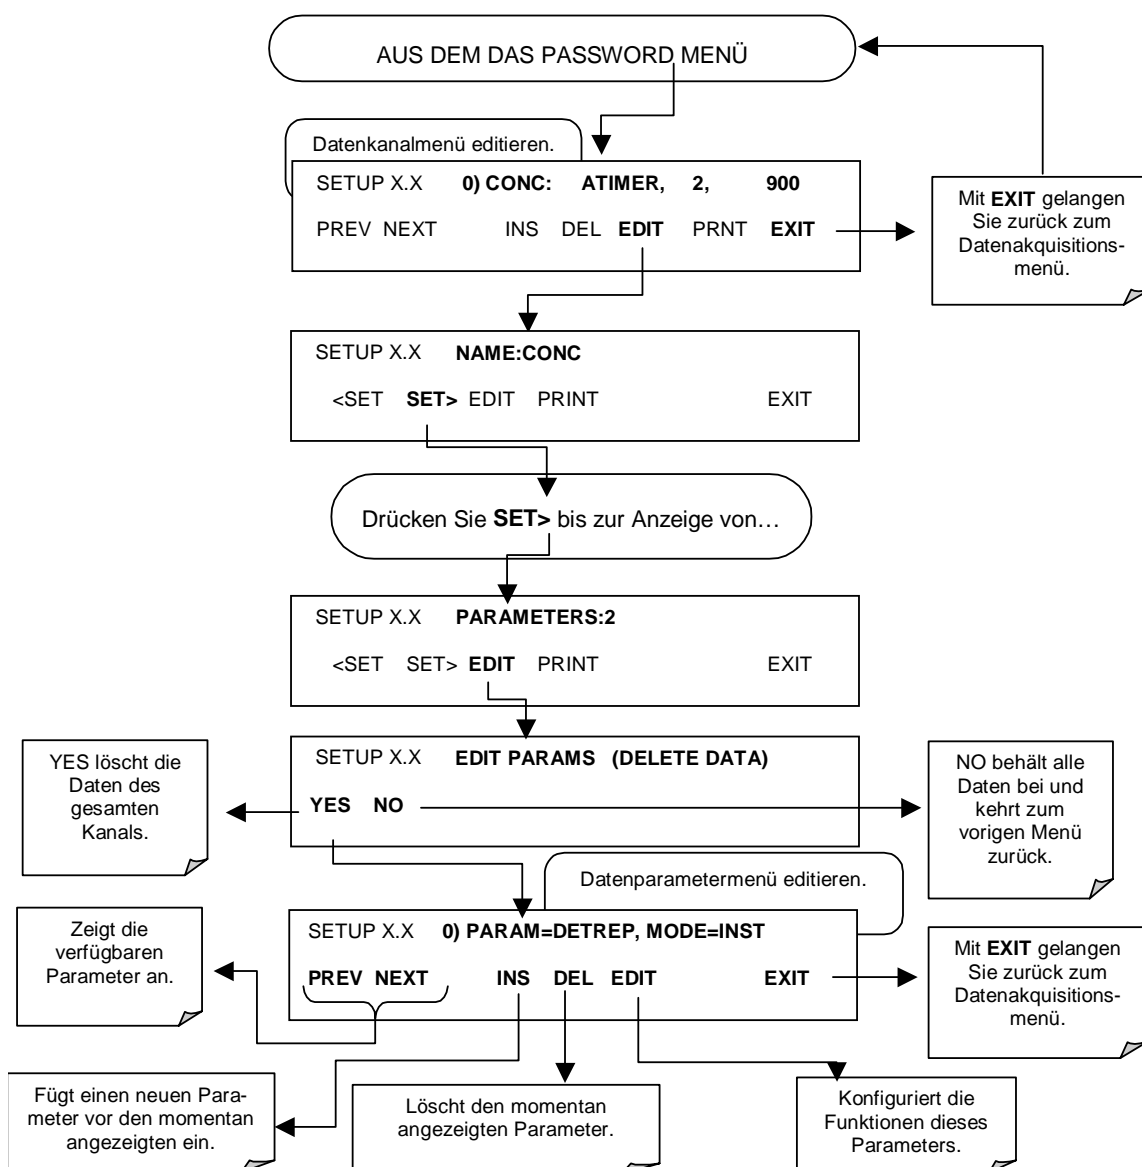 AUS DEM DAS PASSWORD MENÜ
Datenkanalmenü editieren.
SETUP X.X 0) CONC: ATIMER, 2, 900
PREV NEXT INS DEL EDIT PRNT EXIT
Mit EXIT gelangen
Sie zurück zum
Datenakquisitions-
menü.
SETUP X.X NAME:CONC
<SET SET> EDIT PRINT EXIT
Drücken Sie SET> bis zur Anzeige von…
SETUP X.X PARAMETERS:2
<SET SET> EDIT PRINT EXIT
YES löscht die
Daten des
gesamten
Kanals.
SETUP X.X EDIT PARAMS (DELETE DATA)
YES NO
NO behält alle
Daten bei und
kehrt zum
vorigen Menü
zurück.
Datenparametermenü editieren.
Zeigt die
verfügbaren
Parameter an.
SETUP X.X 0) PARAM=DETREP, MODE=INST
PREV NEXT INS DEL EDIT EXIT
Mit EXIT gelangen
Sie zurück zum
Datenakquisitions-
menü.
Fügt einen neuen Para-
meter vor den momentan
angezeigten ein.
Löscht den momentan
angezeigten Parameter.
Konfiguriert die
Funktionen dieses
Parameters.